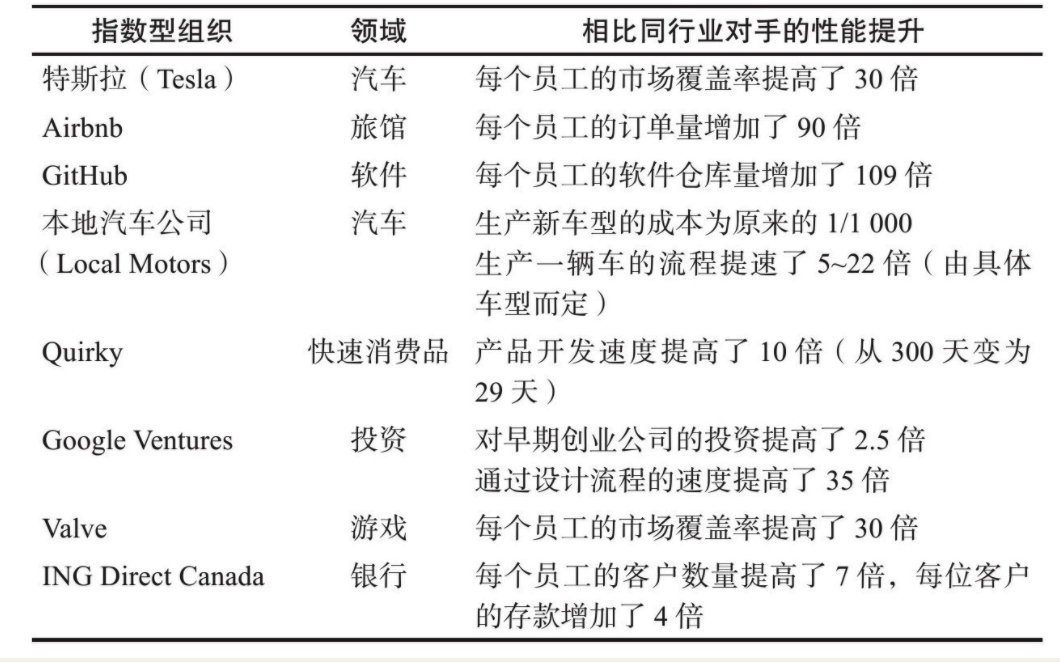 指数型组织 领域 相比同行业对手的性能提升
特斯拉（Tesla） 汽车 每个员工的市场覆盖率提高了 30 倍
Airbnb 旅馆 每个员工的订单量增加了 90 倍
GitHub 软件 每个员工的软件仓库量增加了 109 倍
本地汽车公司 汽车 生产新车型的成本为原来的 1/1 000
（Local Motors） 生产一辆车的流程提速了 5~22 倍（由具体
车型而定）
Quirky 快速消费品 产品开发速度提高了 10 倍（从 300 天变为
29 天）
Google Ventures 投资 对早期创业公司的投资提高了 2.5 倍
通过设计流程的速度提高了 35 倍
Valve 游戏 每个员工的市场覆盖率提高了 30 倍
ING Direct Canada 银行 每个员工的客户数量提高了 7 倍，每位客户
的存款增加了 4 倍